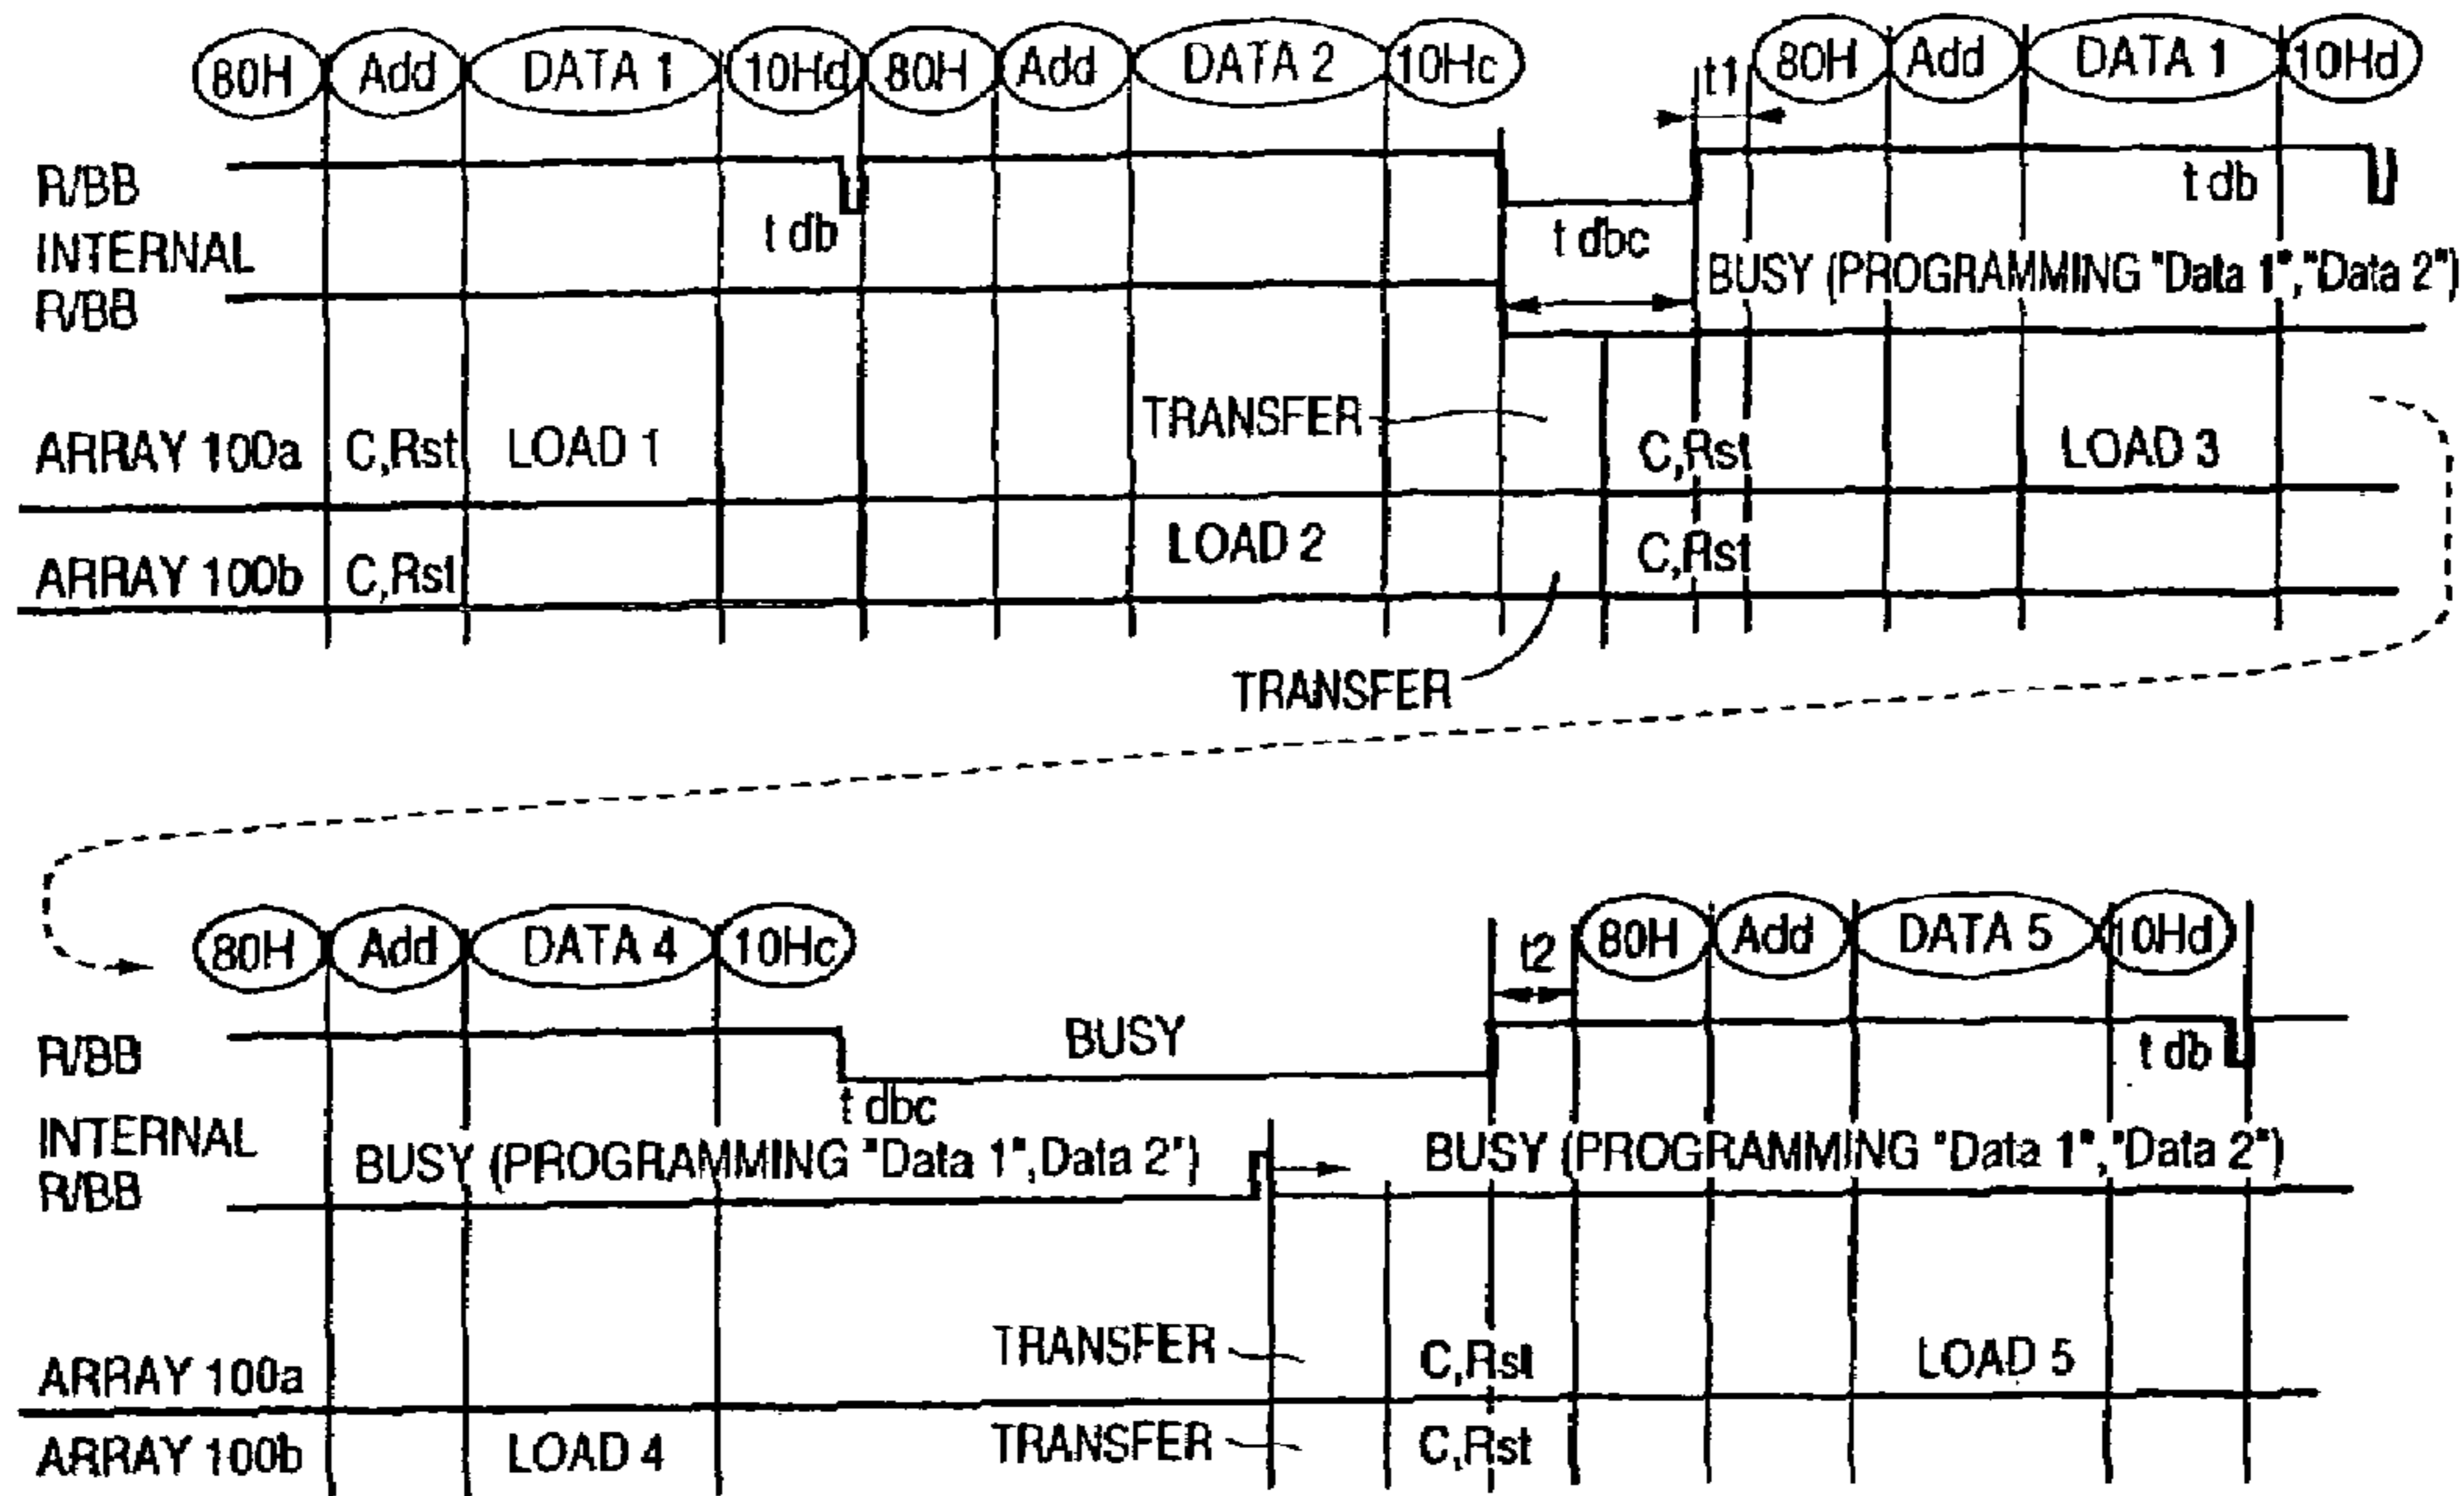 80H Add DATA 1 10Hd 80H Add DATA 2 10Hc t1 80H Add DATA 1 10Hd
R/BB
t db t dbc t db
INTERNAL
R/BB
BUSY (PROGRAMMING "Data 1","Data 2")
TRANSFER
ARRAY 100a C,Rst LOAD 1 C,Rst LOAD 3
ARRAY 100b C,Rst LOAD 2 C,Rst
TRANSFER
80H Add DATA 4 10Hc t2 80H Add DATA 5 10Hd
R/BB BUSY t db
t dbc
INTERNAL
R/BB
BUSY (PROGRAMMING "Data 1",Data 2") BUSY (PROGRAMMING "Data 1","Data 2")
ARRAY 100a TRANSFER C,Rst LOAD 5
ARRAY 100b LOAD 4 TRANSFER C,Rst